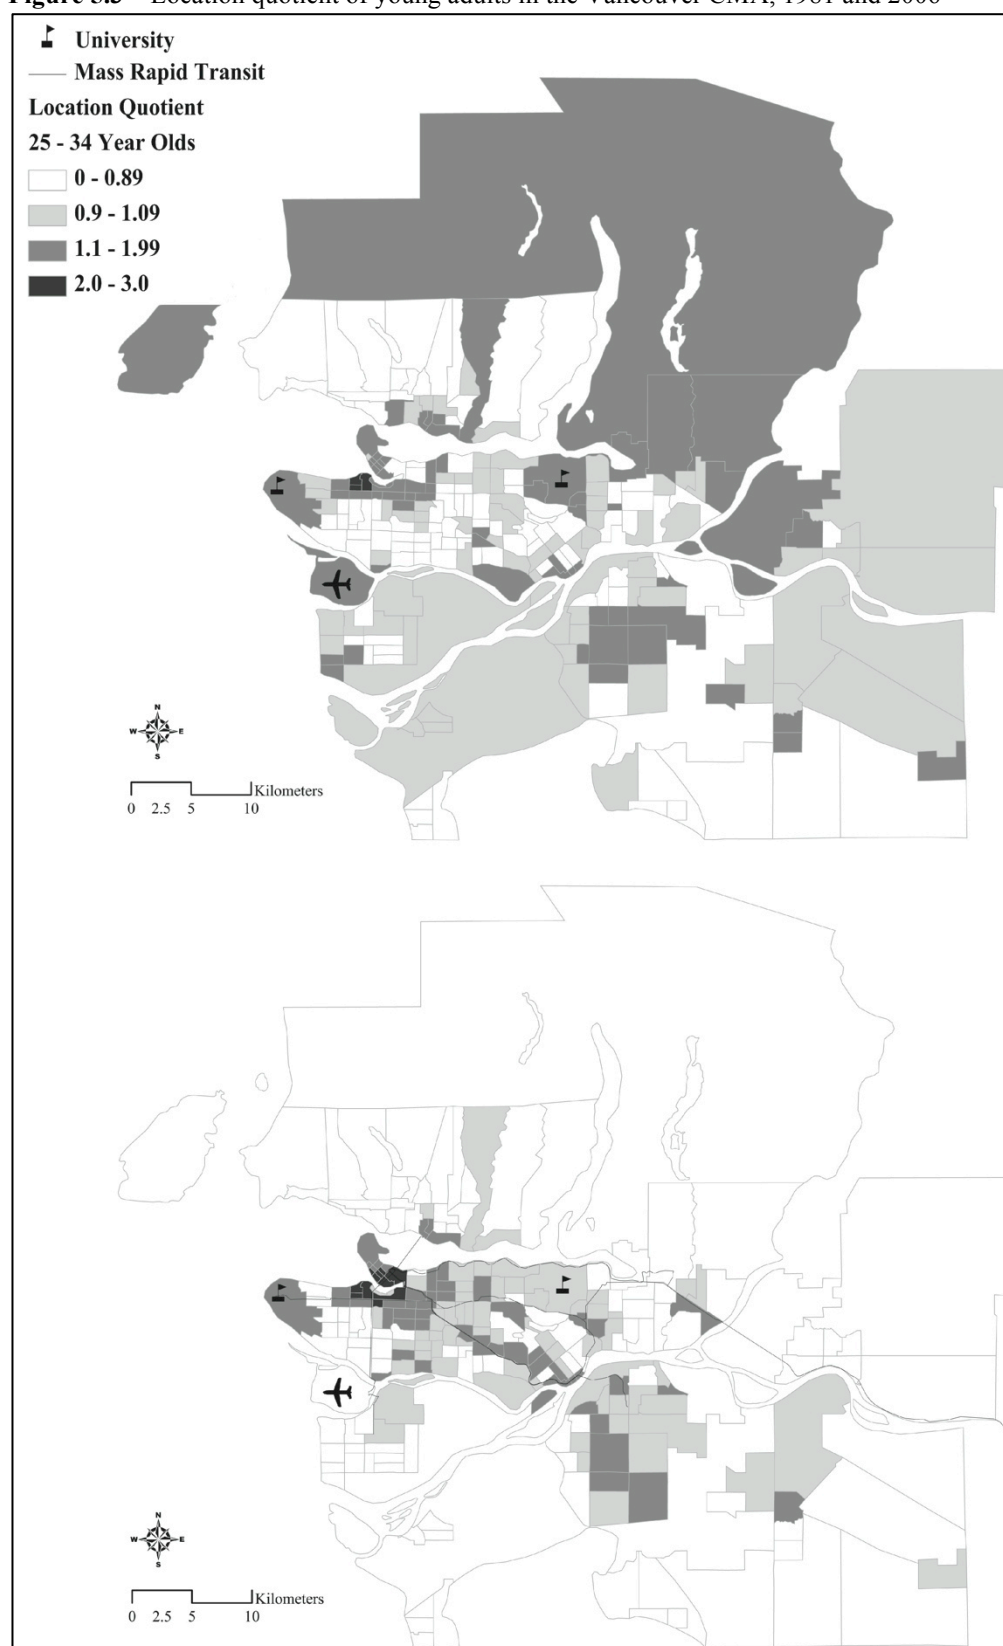 Figure 3.3 Location quotient of young adults in the Vancouver CMA, 1981 and 2006
University
Mass Rapid Transit
Location Quotient
25 - 34 Year Olds
0 - 0.89
0.9 - 1.09
1.1 - 1.99
2.0 - 3.0
N
W E
S
Kilometers
0 2.5 5 10
N
W E
S
Kilometers
0 2.5 5 10